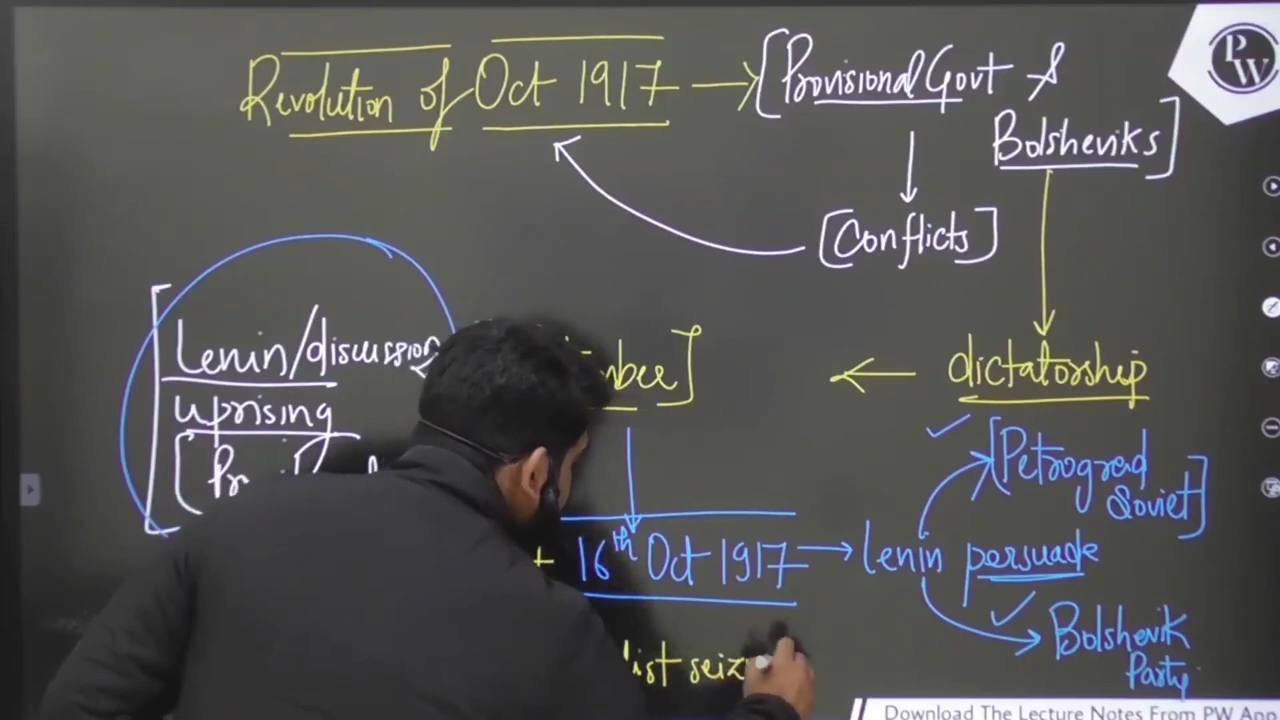 Revolution of Oct 1917 → [Provisional Govt &
Bolsheviks]
[Conflicts]
[Lenin/discussion
uprising
dictatorship
[Petrograd
Soviet]
16th Oct 1917 → Lenin persuade
Bolshevik
Party
PW
Download The Lecture Notes From PW App